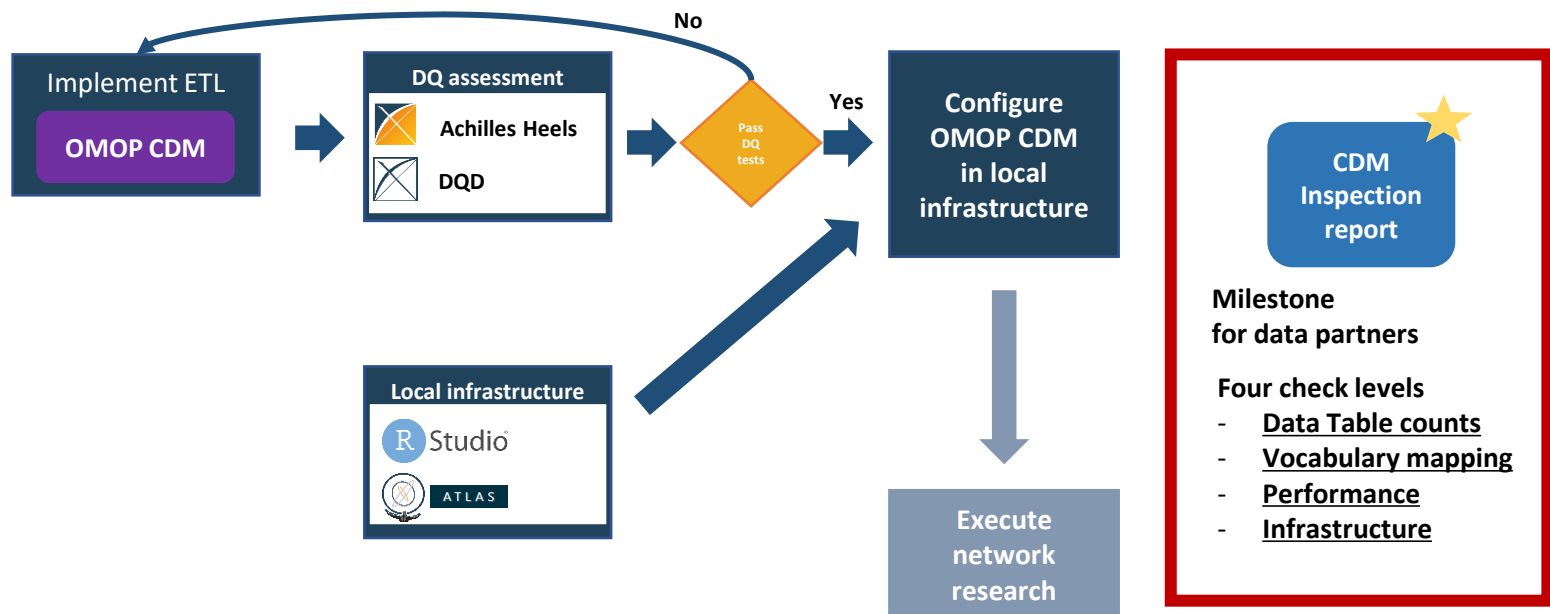 No
Implement ETL
OMOP CDM
DQ assessment
Achilles Heels
DQD
Pass
DQ
tests
Yes
Configure
OMOP CDM
in local
infrastructure
Local infrastructure
R Studio
ATLAS
Execute
network
research
CDM
Inspection
report
Milestone
for data partners
Four check levels
- Data Table counts
- Vocabulary mapping
- Performance
- Infrastructure